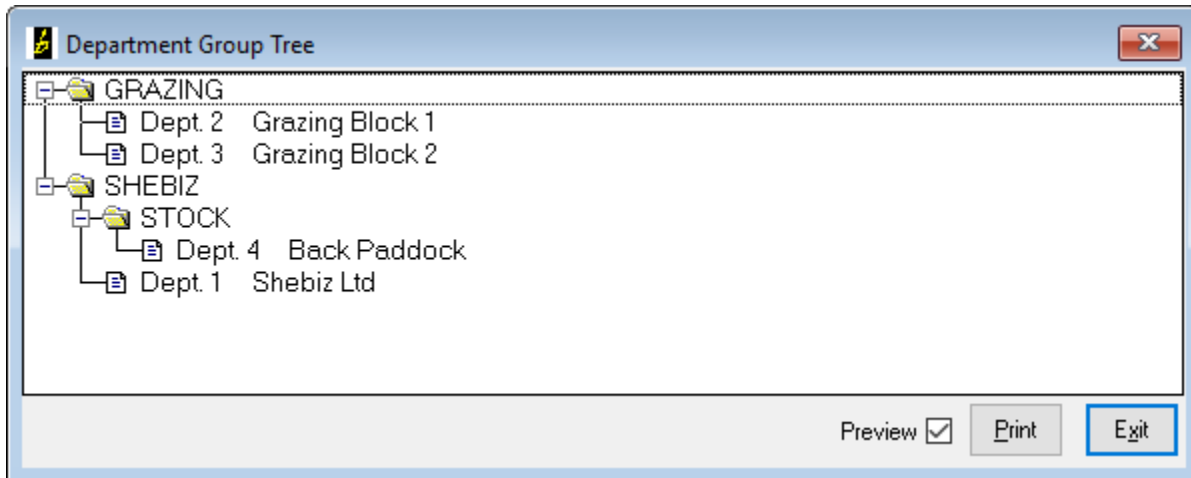 Department Group Tree
GRAZING
Dept. 2 Grazing Block 1
Dept. 3 Grazing Block 2
SHEBIZ
STOCK
Dept. 4 Back Paddock
Dept. 1 Shebiz Ltd
Preview Print Exit